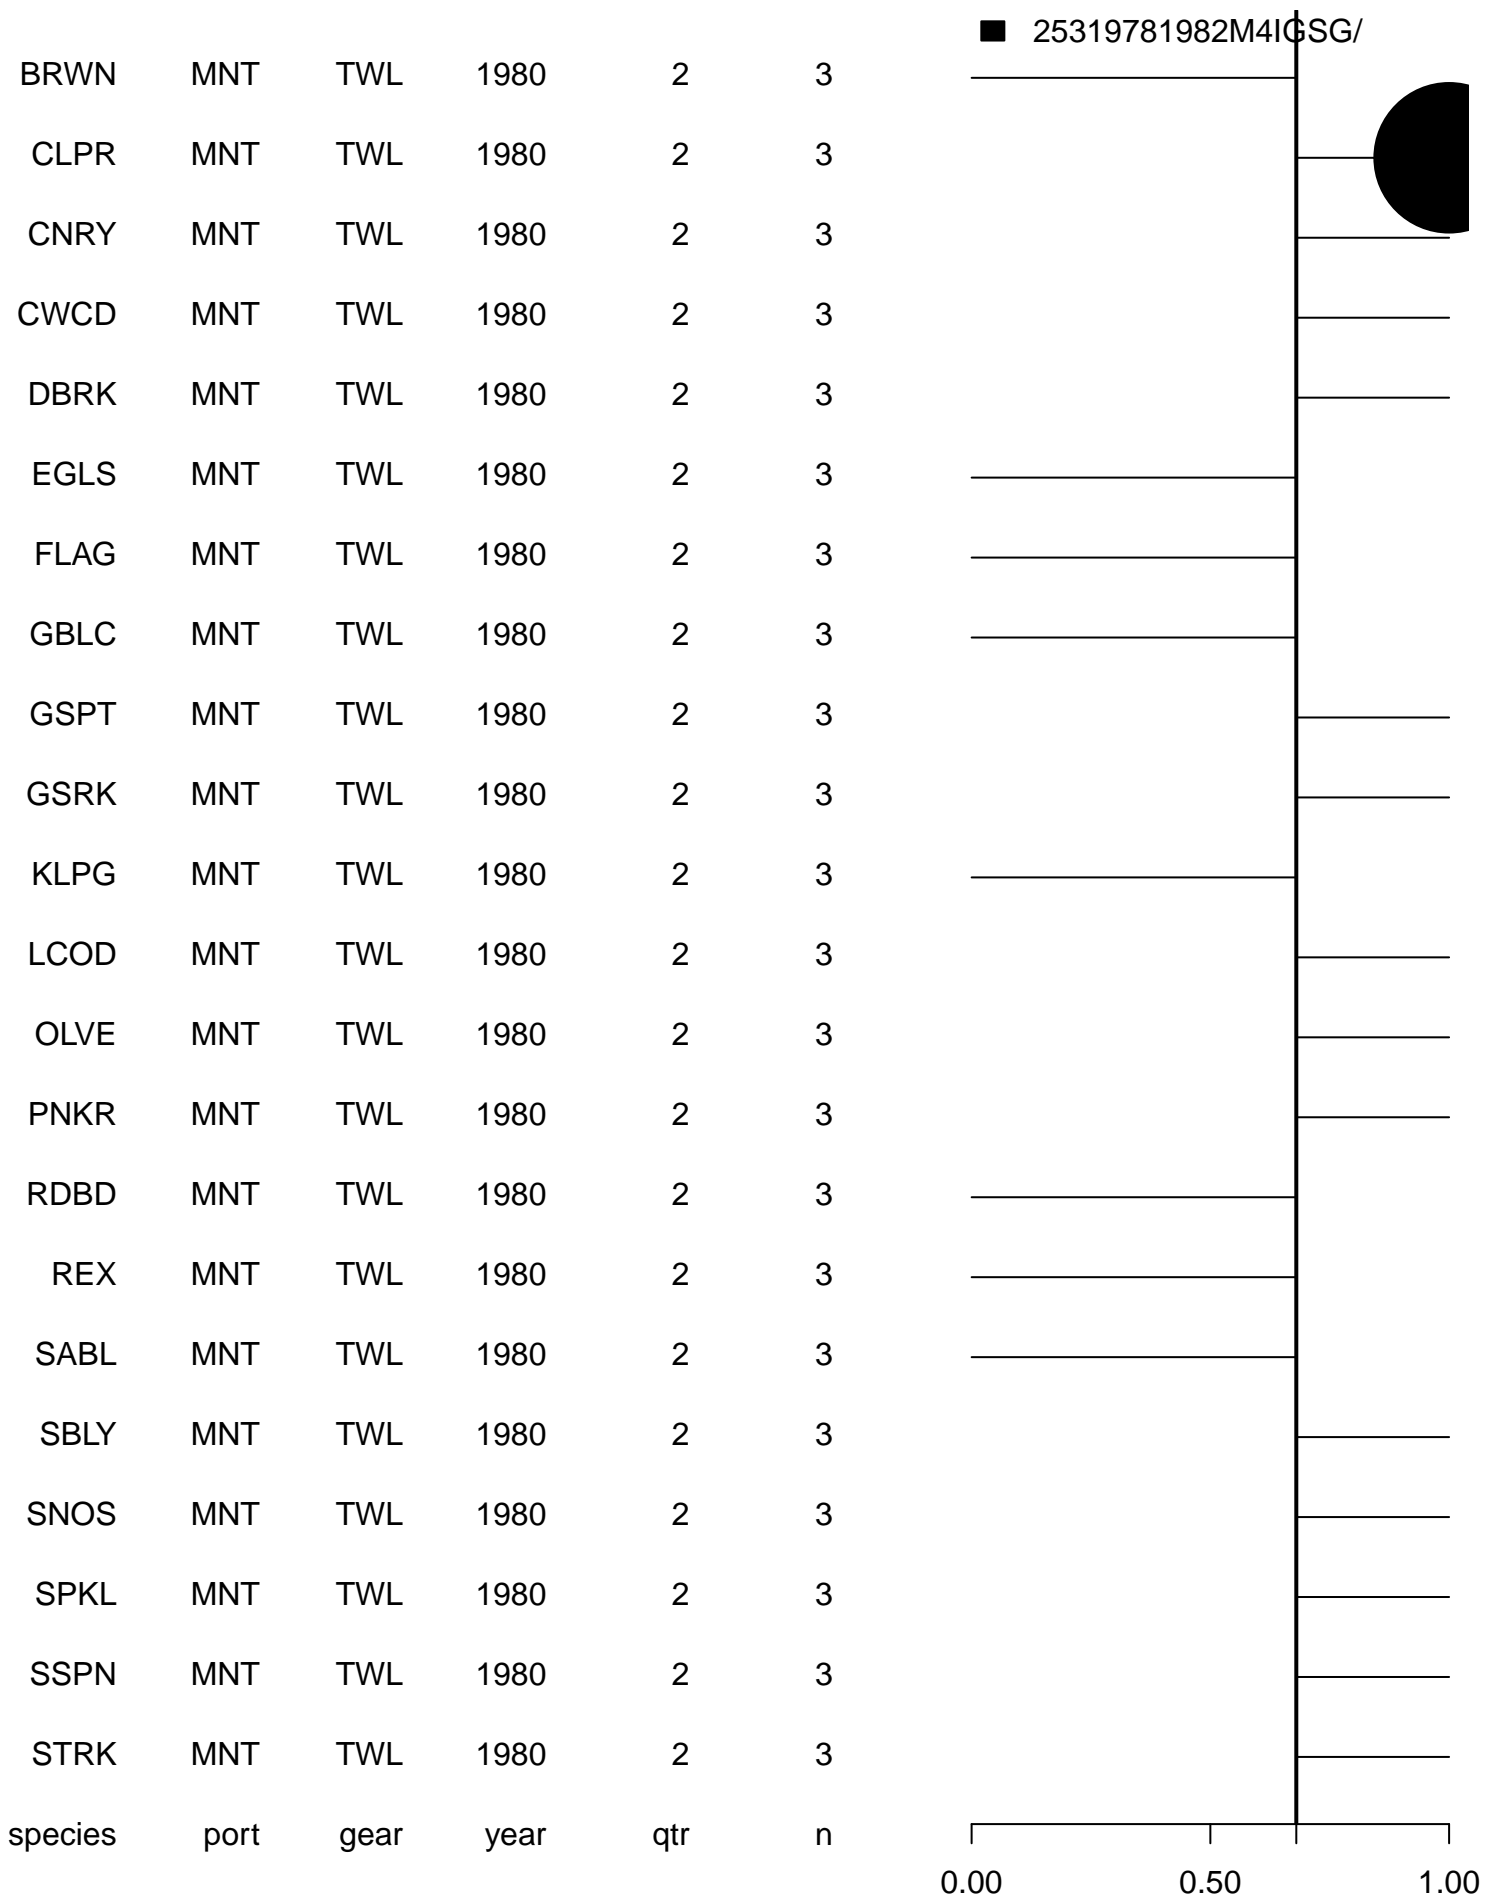 25319781982M4IGSG/
BRWN MNT TWL 1980 2 3
CLPR MNT TWL 1980 2 3
CNRY MNT TWL 1980 2 3
CWCD MNT TWL 1980 2 3
DBRK MNT TWL 1980 2 3
EGLS MNT TWL 1980 2 3
FLAG MNT TWL 1980 2 3
GBLC MNT TWL 1980 2 3
GSPT MNT TWL 1980 2 3
GSRK MNT TWL 1980 2 3
KLPG MNT TWL 1980 2 3
LCOD MNT TWL 1980 2 3
OLVE MNT TWL 1980 2 3
PNKR MNT TWL 1980 2 3
RDBD MNT TWL 1980 2 3
REX MNT TWL 1980 2 3
SABL MNT TWL 1980 2 3
SBLY MNT TWL 1980 2 3
SNOS MNT TWL 1980 2 3
SPKL MNT TWL 1980 2 3
SSPN MNT TWL 1980 2 3
STRK MNT TWL 1980 2 3
species port gear year qtr n
0.00 0.50 1.00